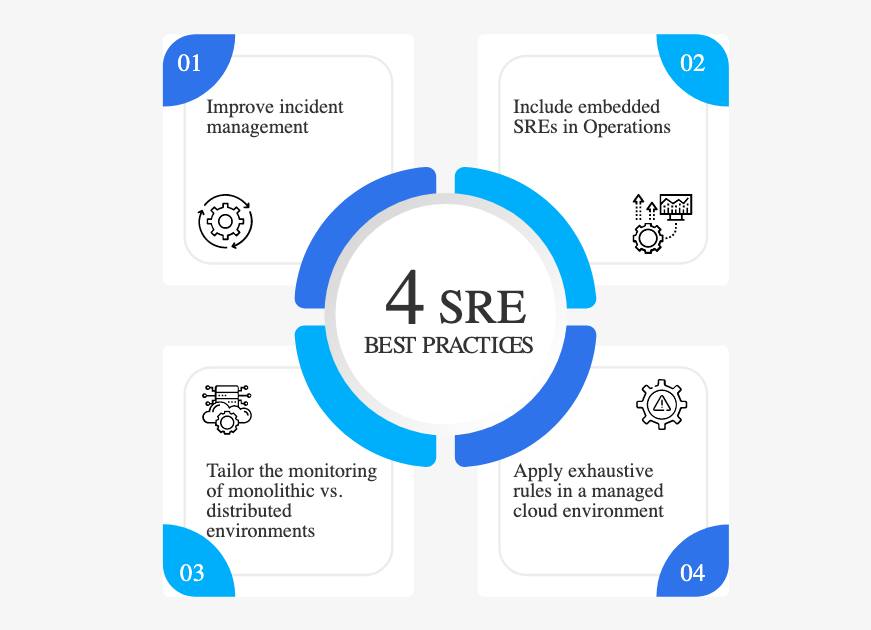 01
Improve incident
management
02
Include embedded
SREs in Operations
4 SRE
BEST PRACTICES
Tailor the monitoring
of monolithic vs.
distributed
environments
03
Apply exhaustive
rules in a managed
cloud environment
04